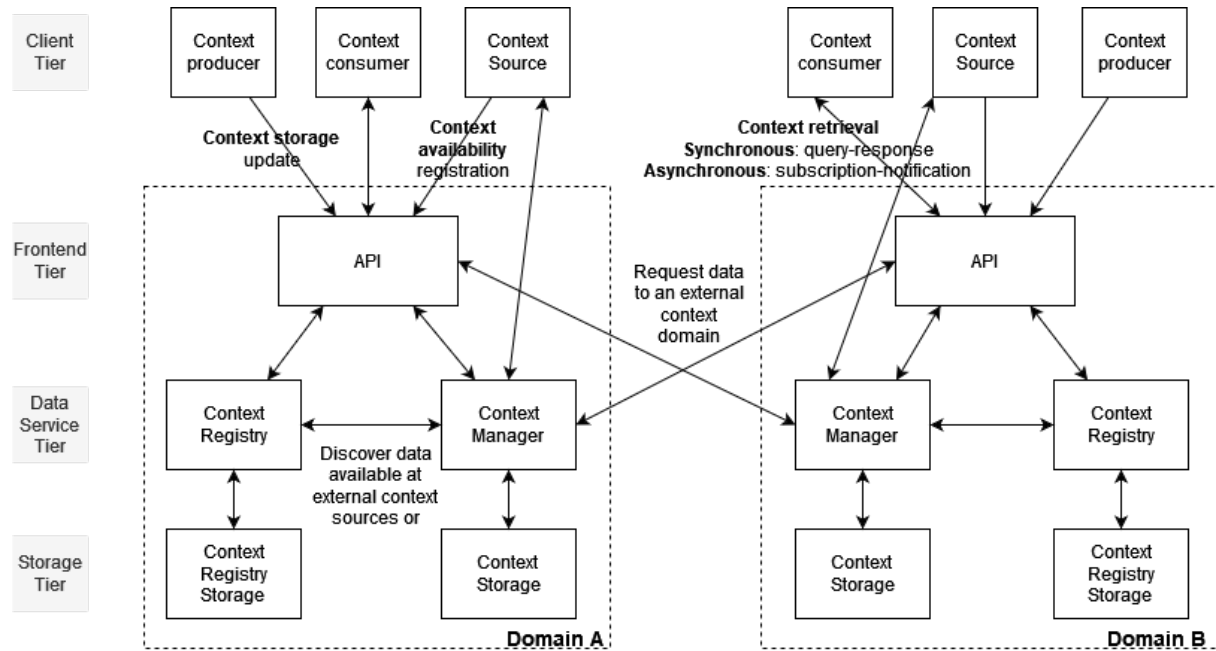 Client
Tier
Context
producer
Context
consumer
Context
Source
Context
consumer
Context
Source
Context
producer
Context storage
update
Context
availability
registration
Context retrieval
Synchronous: query-response
Asynchronous: subscription-notification
Frontend
Tier
API
Request data
to an external
context
domain
API
Data
Service
Tier
Context
Registry
Context
Manager
Context
Manager
Context
Registry
Discover data
available at
external context
sources or
Storage
Tier
Context
Registry
Storage
Context
Storage
Context
Storage
Context
Registry
Storage
Domain A
Domain B